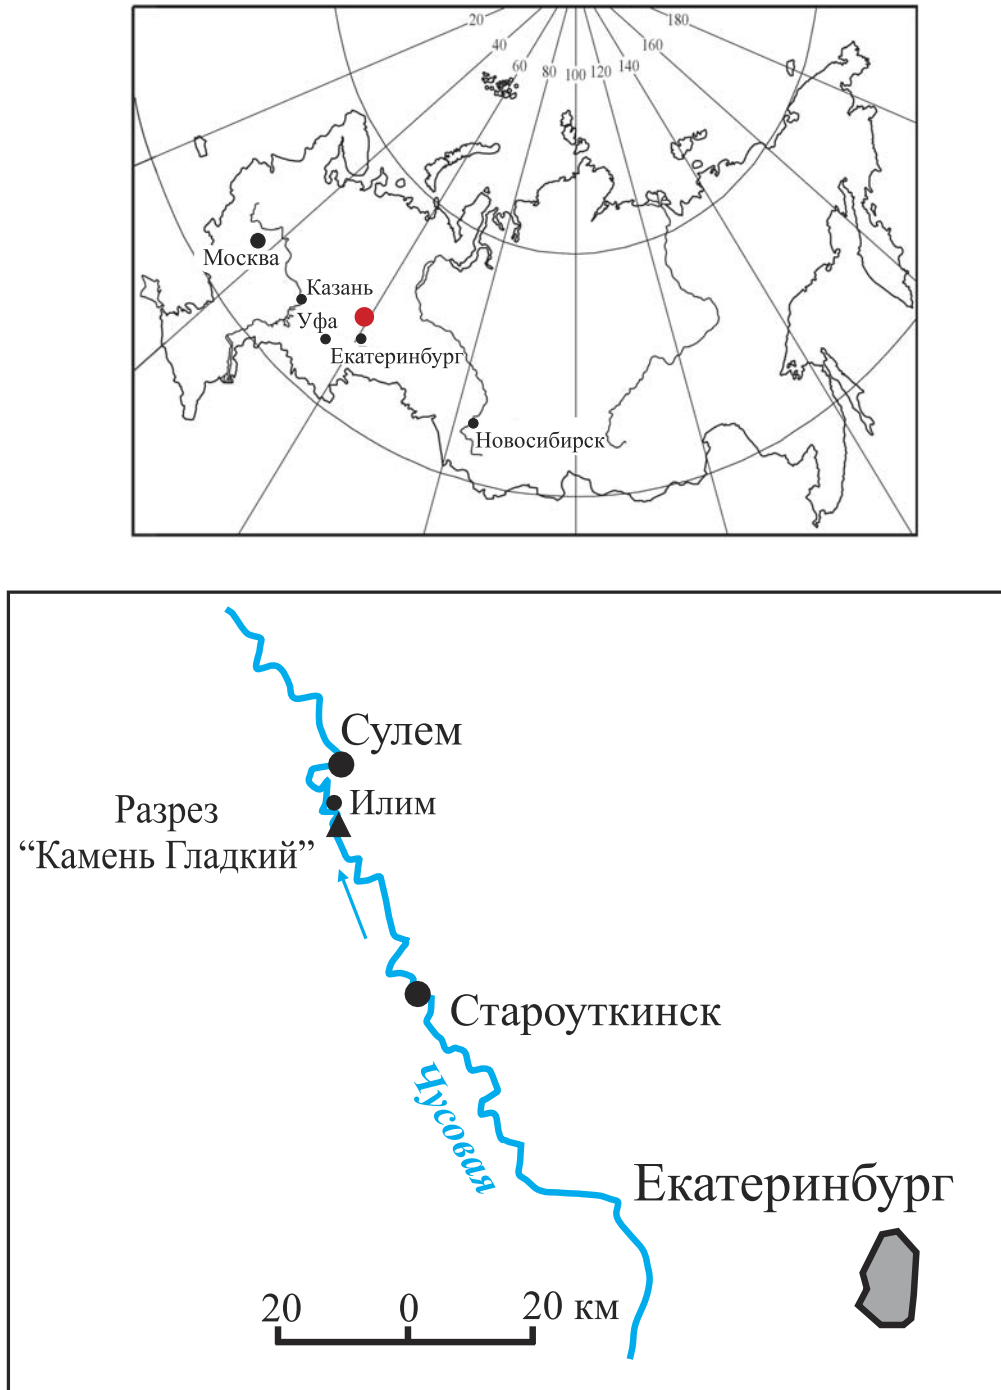 20
180
40
160
60
140
80
100
120
Москва
Казань
Уфа
Екатеринбург
Новосибирск
Сулем
Илим
Разрез
“Камень Гладкий”
Староуткинск
Чусовая
Екатеринбург
20 0 20 км